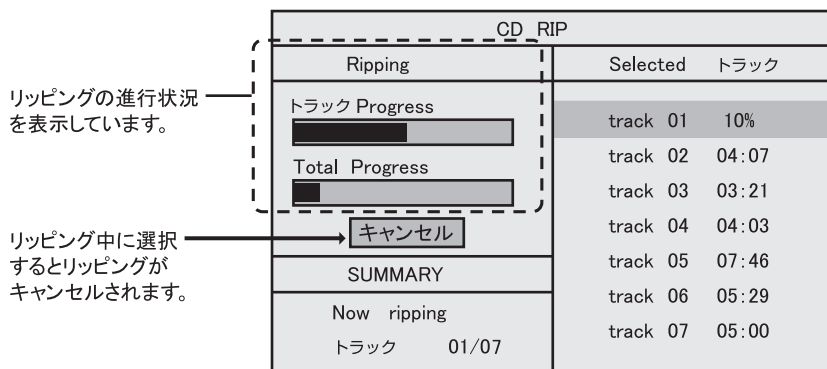 CD RIP
Ripping
トラック Progress
Total Progress
キャンセル
SUMMARY
Now ripping
トラック 01/07
Selected トラック
track 01 10%
track 02 04:07
track 03 03:21
track 04 04:03
track 05 07:46
track 06 05:29
track 07 05:00
リッピングの進行状況
を表示しています。
リッピング中に選択
するとリッピングが
キャンセルされます。